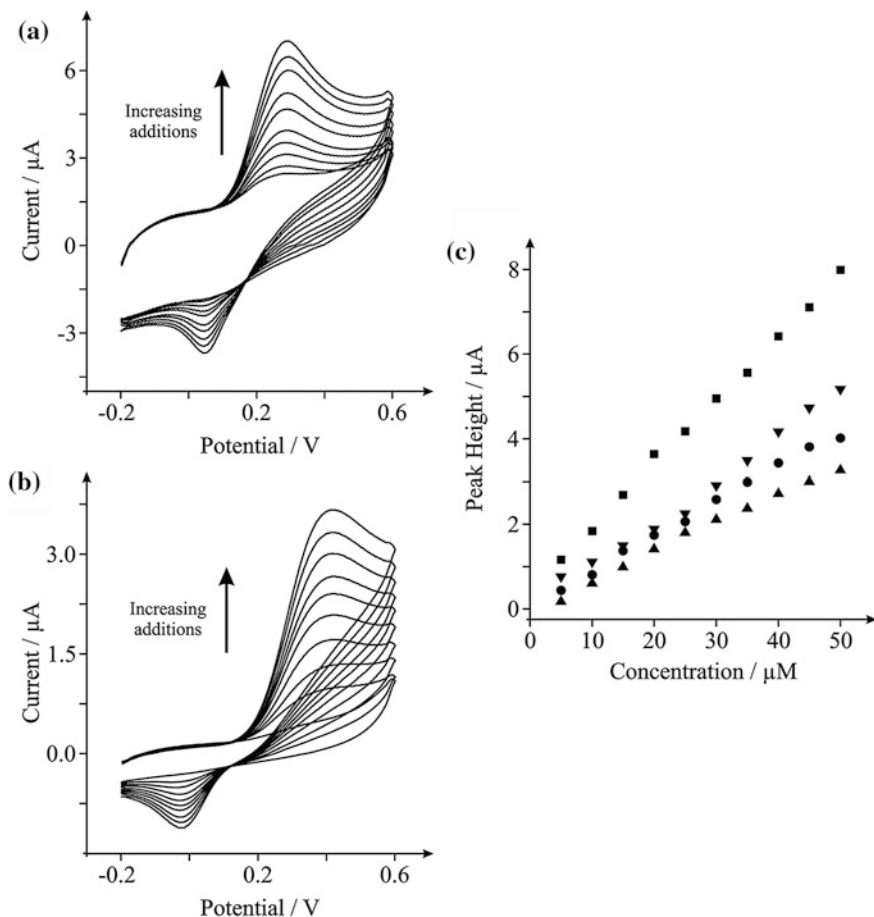 (a)
6
3
0
-3
Current / µA
Increasing
additions
-0.2
0.2
0.6
Potential / V
(b)
3.0
1.5
0.0
Current / µA
Increasing
additions
-0.2
0.2
0.6
Potential / V
(c)
8
6
4
2
0
Peak Height / µA
0
10
20
30
40
50
Concentration / µM